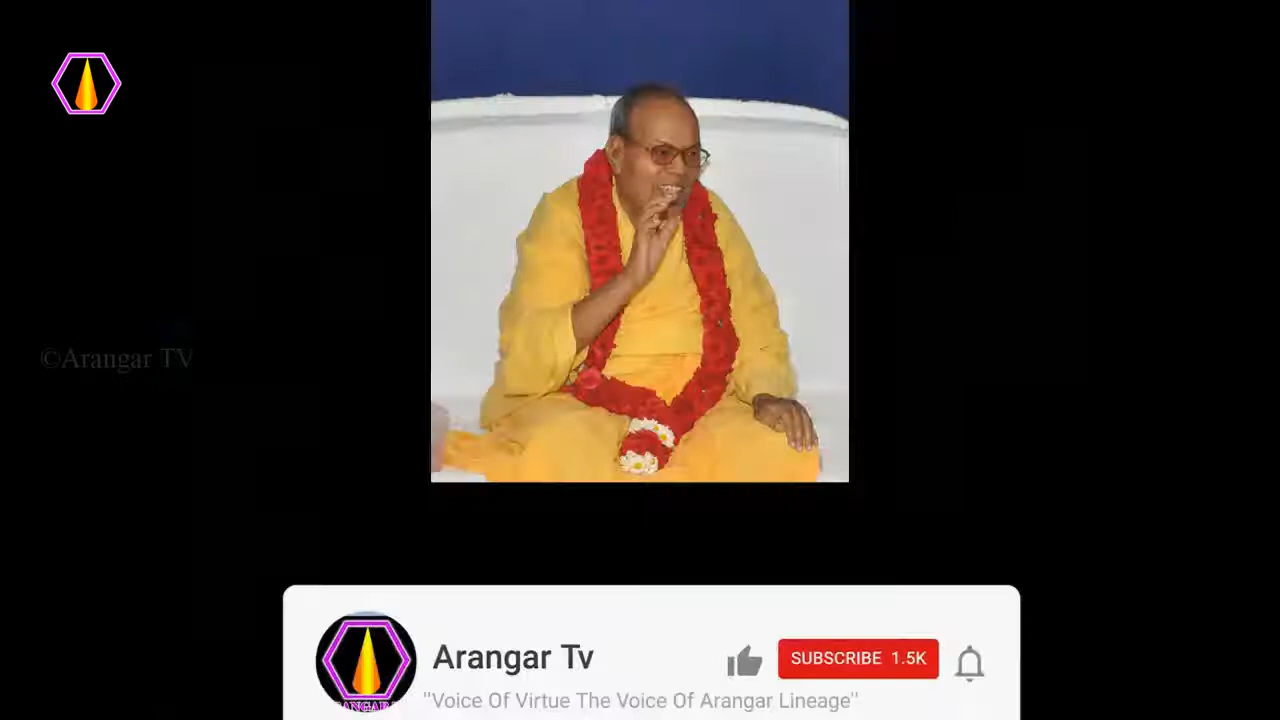 ©Arangar TV
Arangar Tv
SUBSCRIBE 1.5K
"Voice Of Virtue The Voice Of Arangar Lineage"